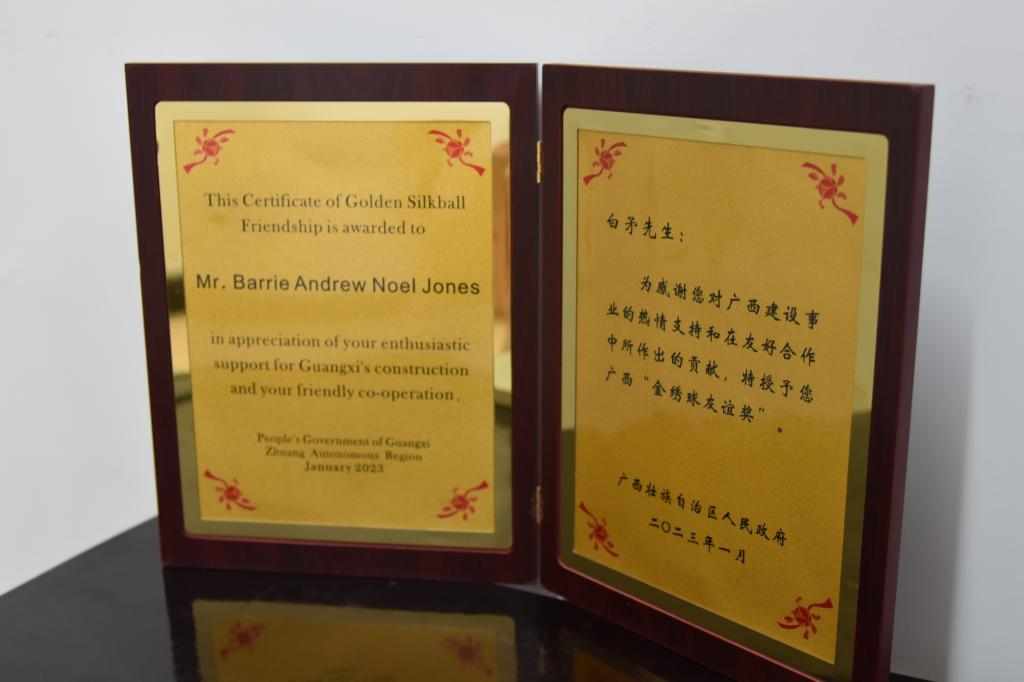 This Certificate of Golden Silkball
Friendship is awarded to
Mr. Barrie Andrew Noel Jones
in appreciation of your enthusiastic
support for Guangxi's construction
and your friendly co-operation.
People's Government of Guangxi
Zhuang Autonomous Region
January 2023
白矛先生：
为感谢您对广西建设事
业的热情支持和在友好合作
中所作出的贡献，特授予您
广西“金绣球友谊奖”。
广西壮族自治区人民政府
二〇二三年一月